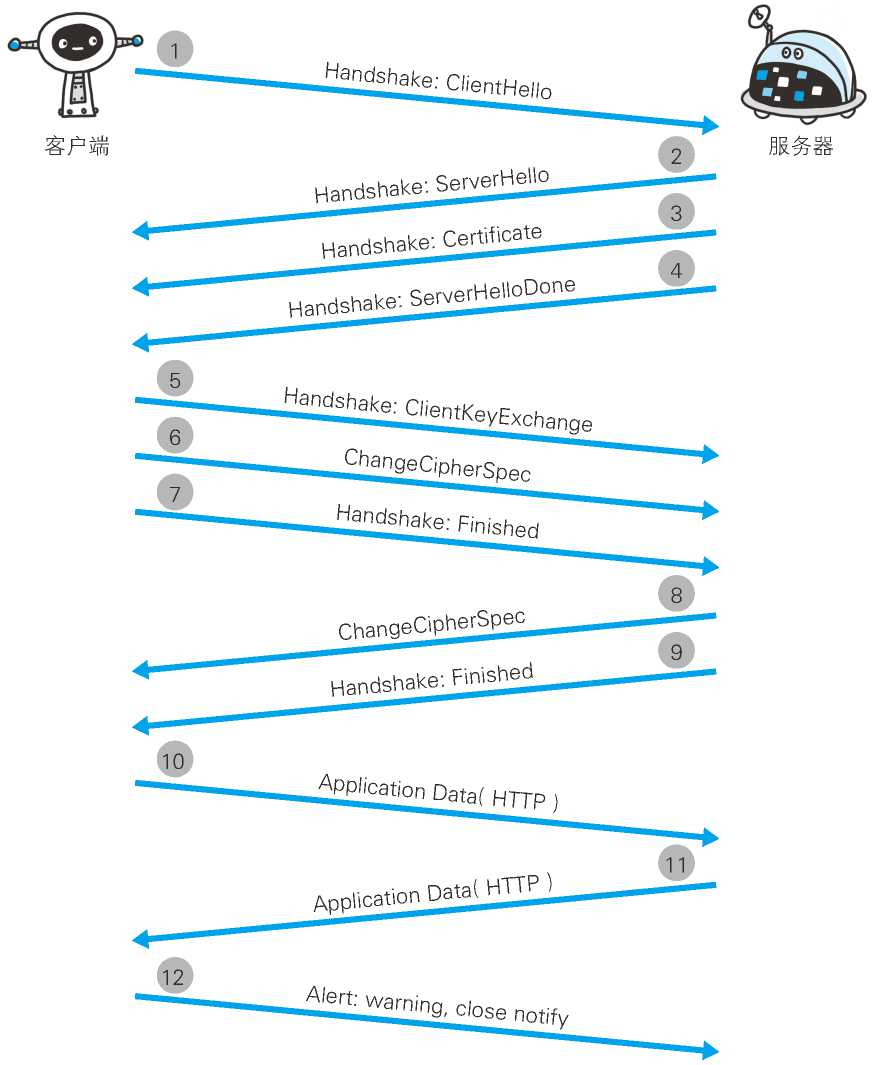 1
Handshake: ClientHello
客户端
服务器
2
Handshake: ServerHello
3
Handshake: Certificate
4
Handshake: ServerHelloDone
5
Handshake: ClientKeyExchange
6
ChangeCipherSpec
7
Handshake: Finished
8
ChangeCipherSpec
9
Handshake: Finished
10
Application Data( HTTP )
11
Application Data( HTTP )
12
Alert: warning, close notify